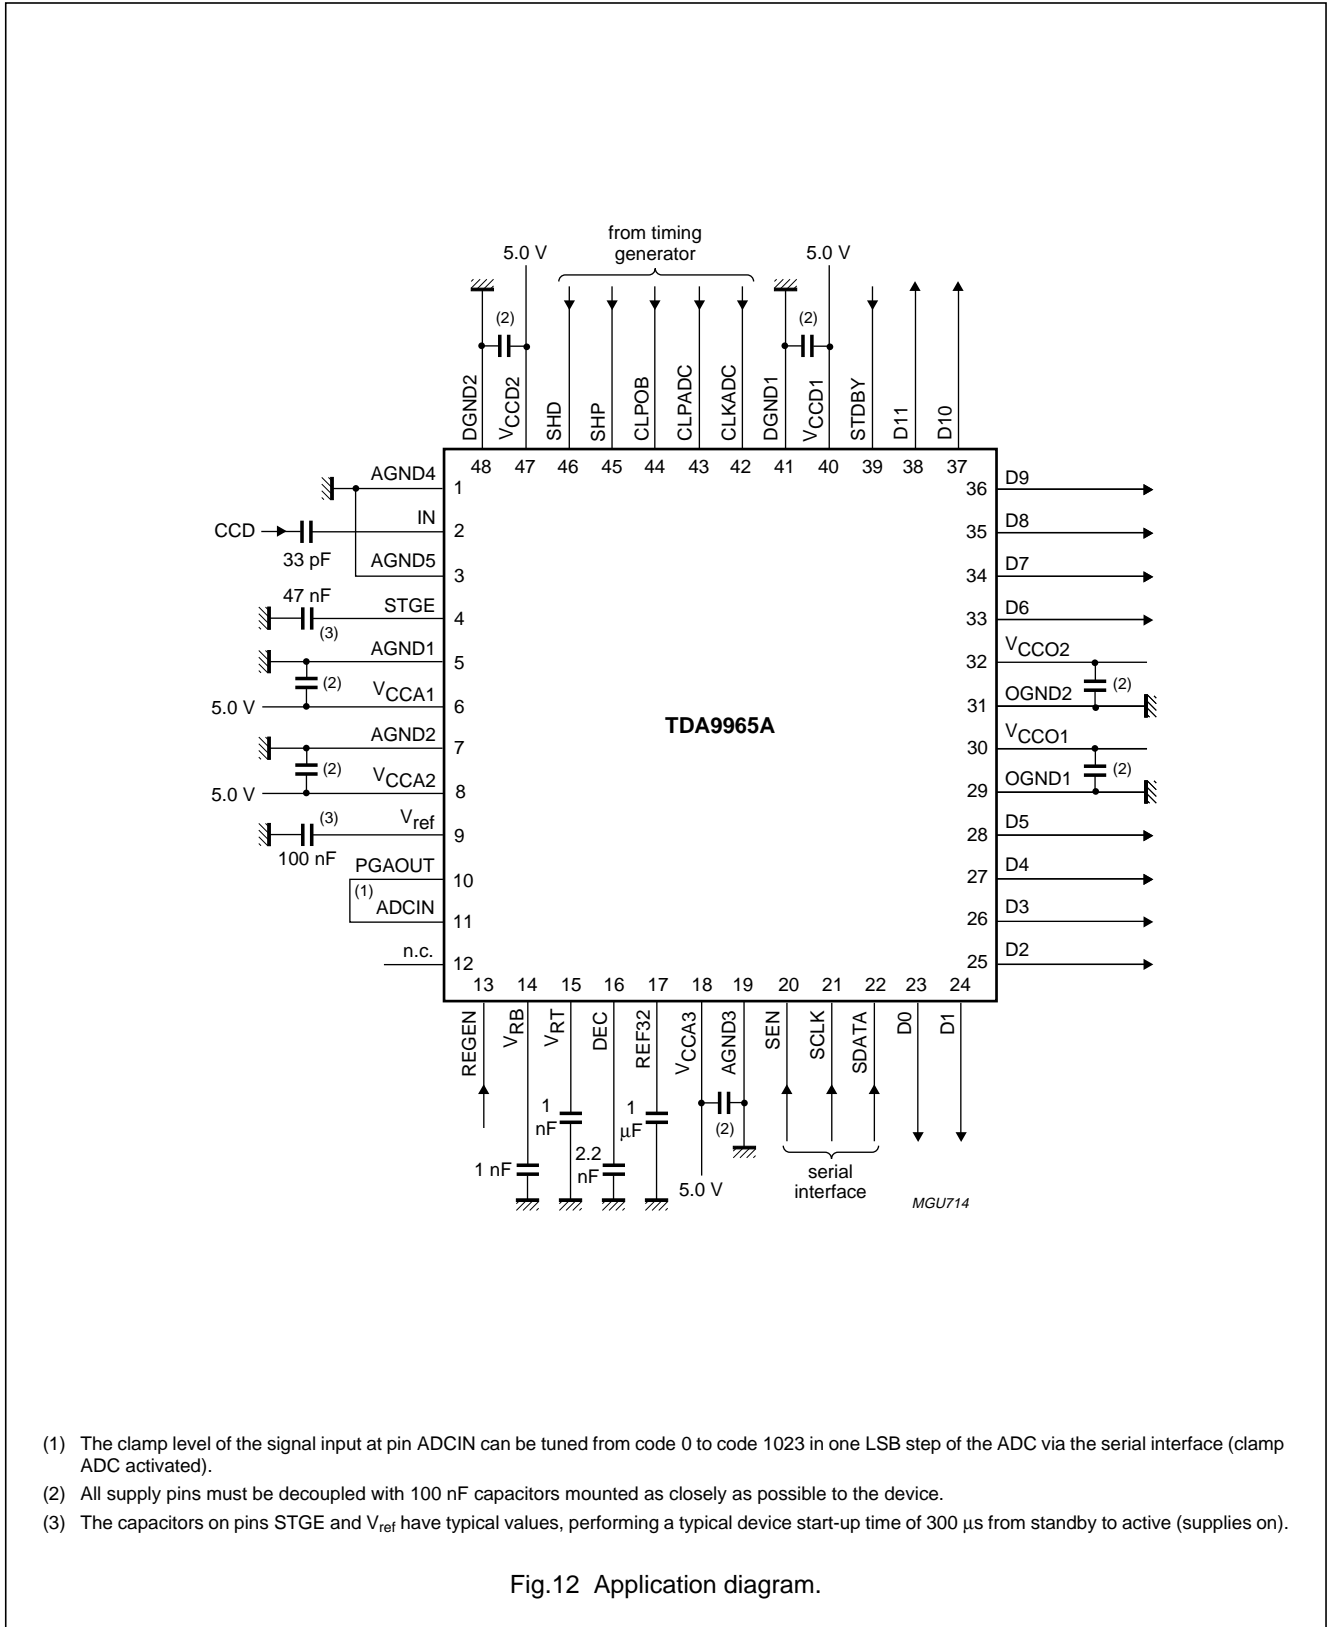 from timing
generator
5.0 V
5.0 V
(2)
(2)
DGND2
VCCD2
SHD
SHP
CLPOB
CLPADC
CLKADC
DGND1
VCCD1
STDBY
D11
D10
48 47 46 45 44 43 42 41 40 39 38 37
AGND4 1
36 D9
CCD IN 2
33 pF
35 D8
AGND5 3
34 D7
47 nF
STGE 4
(3)
33 D6
AGND1 5
32 VCCO2
(2)
(2)
5.0 V VCCA1 6
31 OGND2
TDA9965A
AGND2 7
30 VCCO1
(2)
(2)
5.0 V VCCA2 8
29 OGND1
(3)
Vref 9
100 nF
28 D5
PGAOUT 10
27 D4
(1)
ADCIN 11
26 D3
n.c. 12
25 D2
13 14 15 16 17 18 19 20 21 22 23 24
REGEN
VRB
VRT
DEC
REF32
VCCA3
AGND3
SEN
SCLK
SDATA
D0
D1
1
nF
1
µF
(2)
1 nF
2.2
nF
5.0 V
serial
interface
MGU714
(1) The clamp level of the signal input at pin ADCIN can be tuned from code 0 to code 1023 in one LSB step of the ADC via the serial interface (clamp
ADC activated).
(2) All supply pins must be decoupled with 100 nF capacitors mounted as closely as possible to the device.
(3) The capacitors on pins STGE and Vref have typical values, performing a typical device start-up time of 300 µs from standby to active (supplies on).
Fig.12 Application diagram.